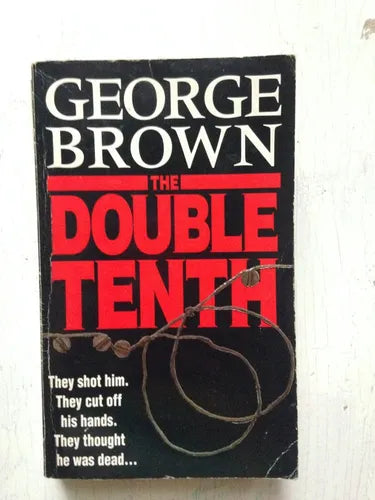 GEORGE
BROWN
THE
DOUBLE
TENTH
They shot him.
They cut off
his hands.
They thought
he was dead...